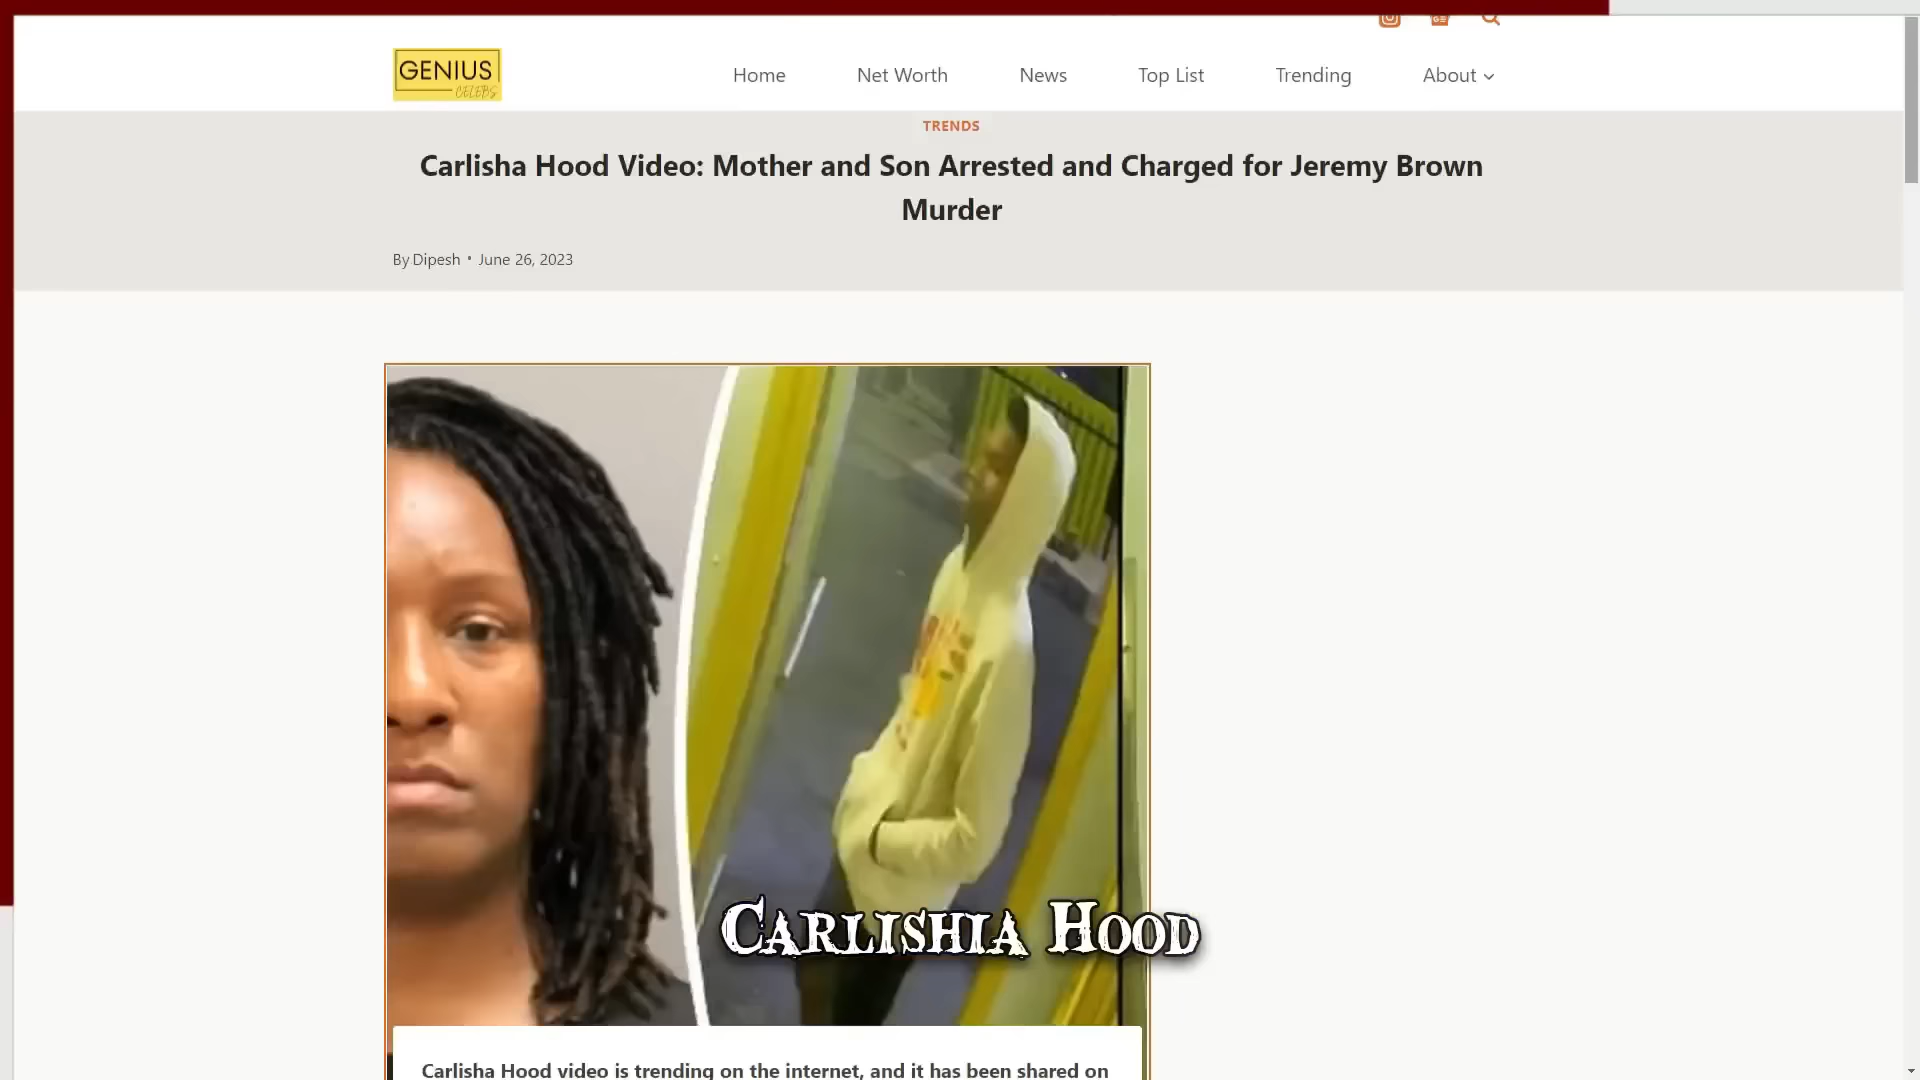 GENIUS
CELEBS
Home
Net Worth
News
Top List
Trending
About
TRENDS
Carlisha Hood Video: Mother and Son Arrested and Charged for Jeremy Brown
Murder
By Dipesh • June 26, 2023
Carlishia Hood
Carlisha Hood video is trending on the internet, and it has been shared on